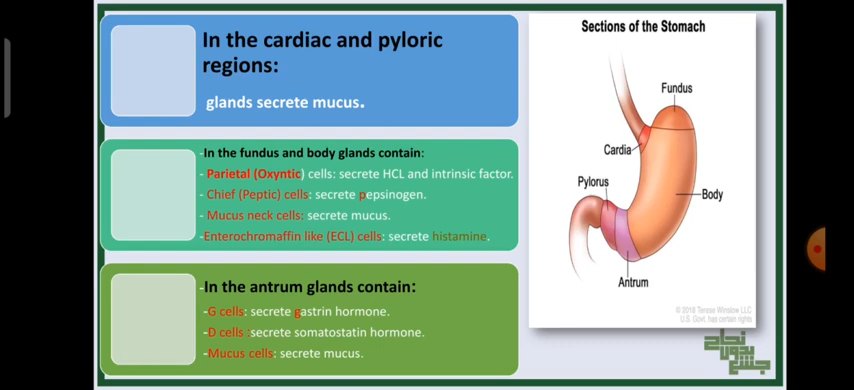 In the cardiac and pyloric
regions:
glands secrete mucus.
-In the fundus and body glands contain:
- Parietal (Oxyntic) cells: secrete HCL and intrinsic factor.
- Chief (Peptic) cells: secrete pepsinogen.
- Mucus neck cells: secrete mucus.
-Enterochromaffin like (ECL) cells: secrete histamine.
-In the antrum glands contain:
-G cells: secrete gastrin hormone.
-D cells :secrete somatostatin hormone.
-Mucus cells: secrete mucus.
Sections of the Stomach
Fundus
Cardia
Pylorus
Body
Antrum
© 2018 Terese Winslow LLC
U.S. Govt. has certain rights